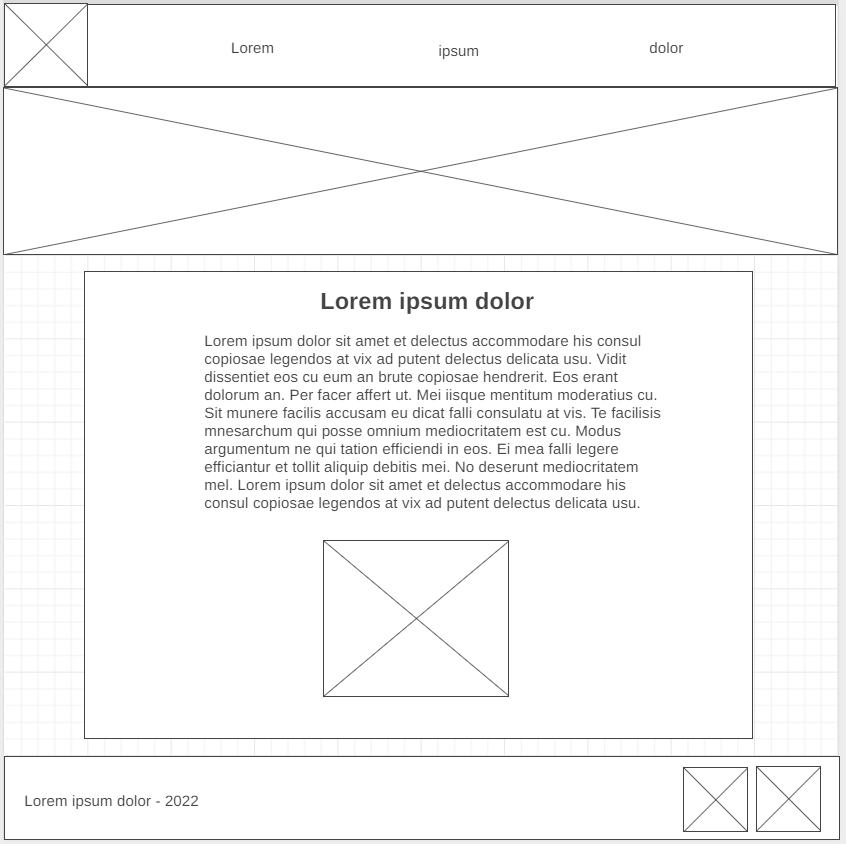 Lorem
ipsum
dolor
Lorem ipsum dolor
Lorem ipsum dolor sit amet et delectus accommodare his consul
copiosae legendos at vix ad putent delectus delicata usu. Vidit
dissentiet eos cu eum an brute copiosae hendrerit. Eos erant
dolorum an. Per facer affert ut. Mei iisque mentitum moderatius cu.
Sit munere facilis accusam eu dicat falli consulatu at vis. Te facilisis
mnesarchum qui posse omnium mediocritatem est cu. Modus
argumentum ne qui tation efficiendi in eos. Ei mea falli legere
efficiantur et tollit aliquip debitis mei. No deserunt mediocritatem
mel. Lorem ipsum dolor sit amet et delectus accommodare his
consul copiosae legendos at vix ad putent delectus delicata usu.
Lorem ipsum dolor - 2022